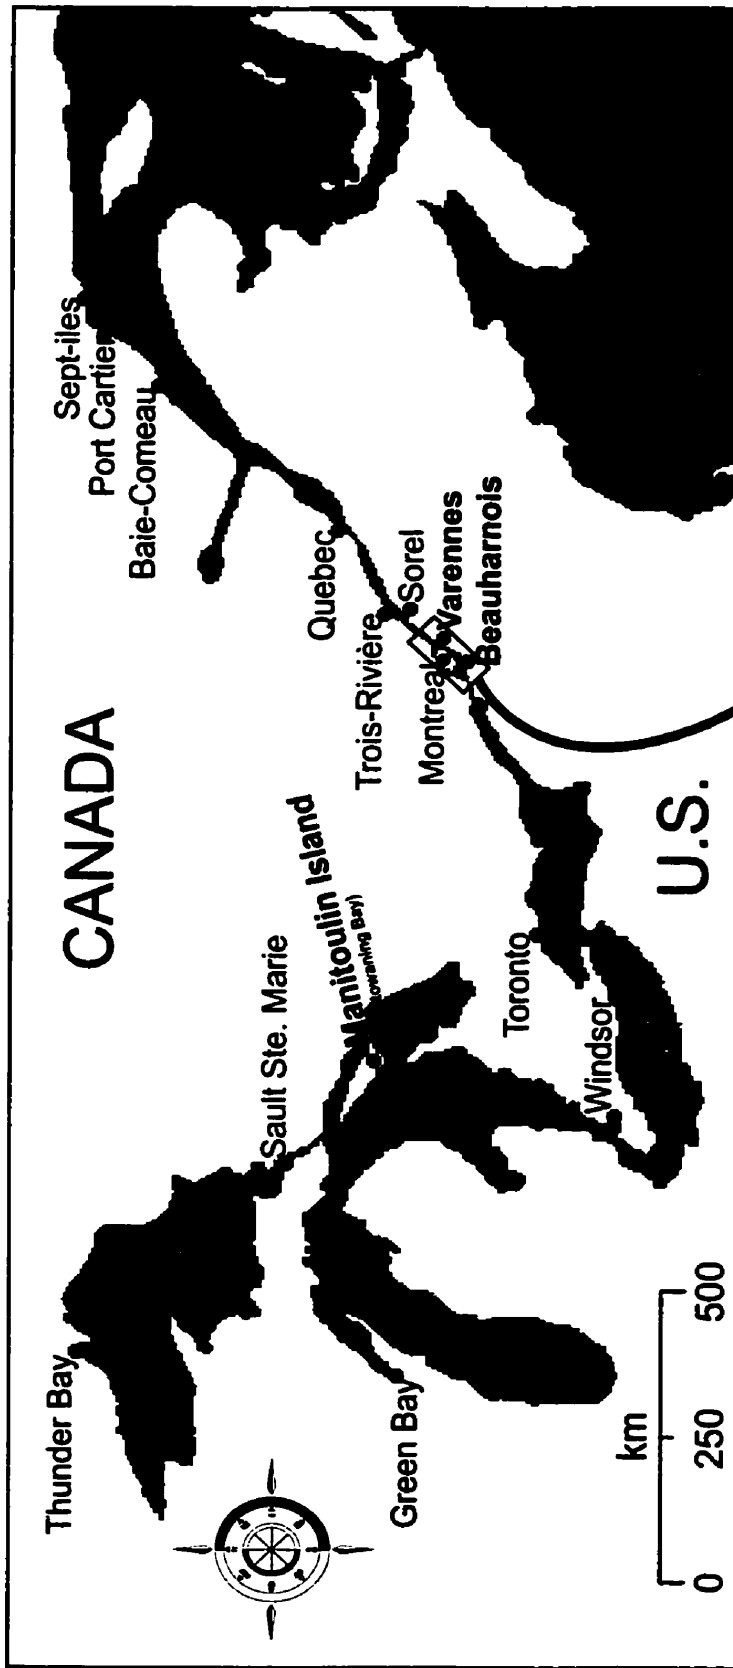 CANADA
Sept-iles
Port Cartier
Baie-Comeau
Quebec
Trois-Rivière
Sorel
Montreal
Varennes
Beauharnois
Thunder Bay
Sault Ste. Marie
Manitoulin Island
Toronto
Windsor
Green Bay
U.S.
km
0 250 500